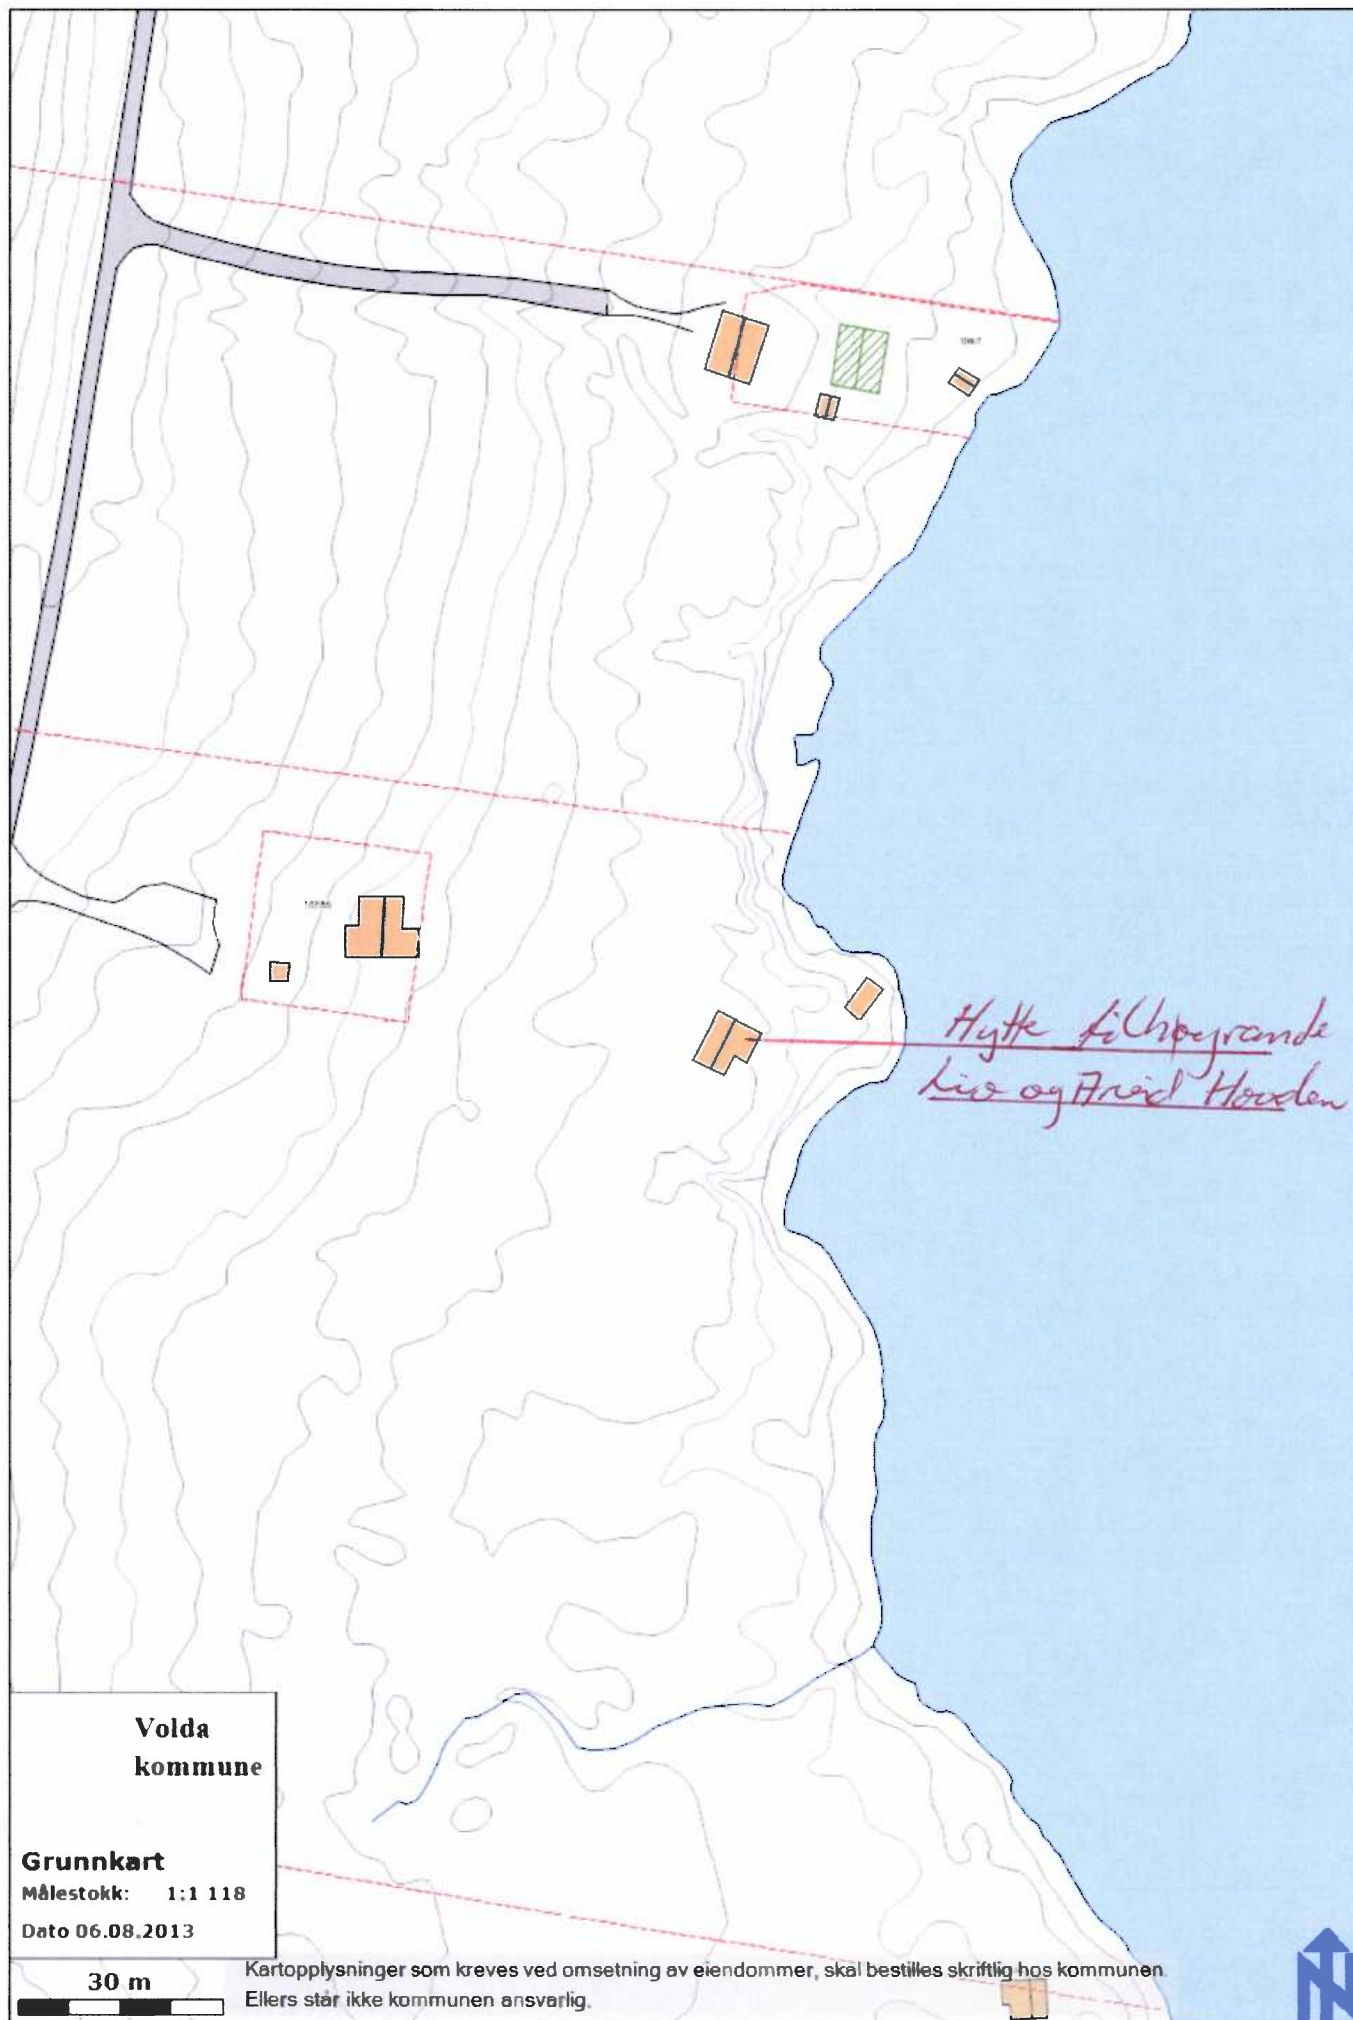 Hytte tilhøyrande
Liv og Arvid Hovden
Volda
kommune
Grunnkart
Målestokk: 1:1 118
Dato 06.08.2013
30 m
Kartopplysninger som kreves ved omsetning av eiendommer, skal bestilles skriftlig hos kommunen.
Ellers står ikke kommunen ansvarlig.
N